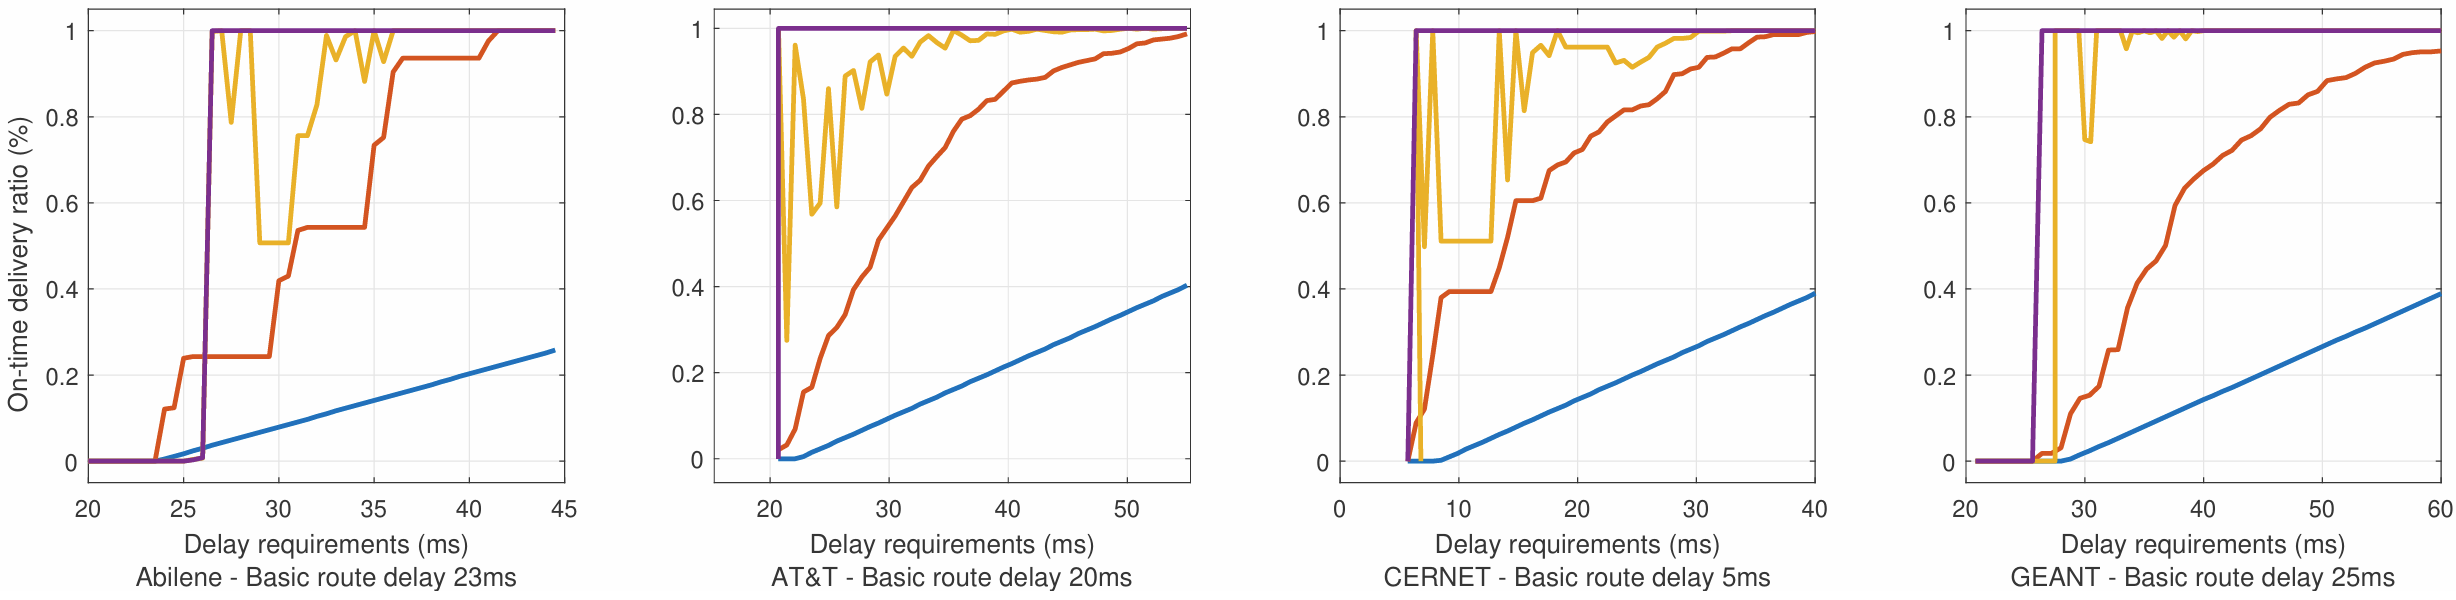 On-time delivery ratio (%)
1
0.8
0.6
0.4
0.2
0
20 25 30 35 40 45
Delay requirements (ms)
Abilene - Basic route delay 23ms
1
0.8
0.6
0.4
0.2
0
20 30 40 50
Delay requirements (ms)
AT&T - Basic route delay 20ms
1
0.8
0.6
0.4
0.2
0
0 10 20 30 40
Delay requirements (ms)
CERNET - Basic route delay 5ms
1
0.8
0.6
0.4
0.2
0
20 30 40 50 60
Delay requirements (ms)
GEANT - Basic route delay 25ms